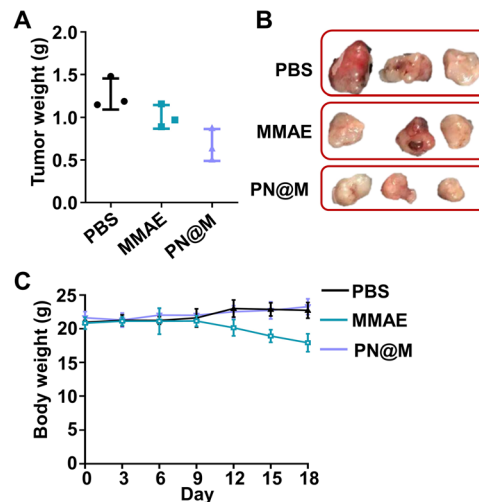 A
Tumor weight (g)
2.0
1.5
1.0
0.5
0.0
PBS
MMAE
PN@M
B
PBS
MMAE
PN@M
C
Body weight (g)
25
20
15
10
5
0
0 3 6 9 12 15 18
Day
PBS
MMAE
PN@M